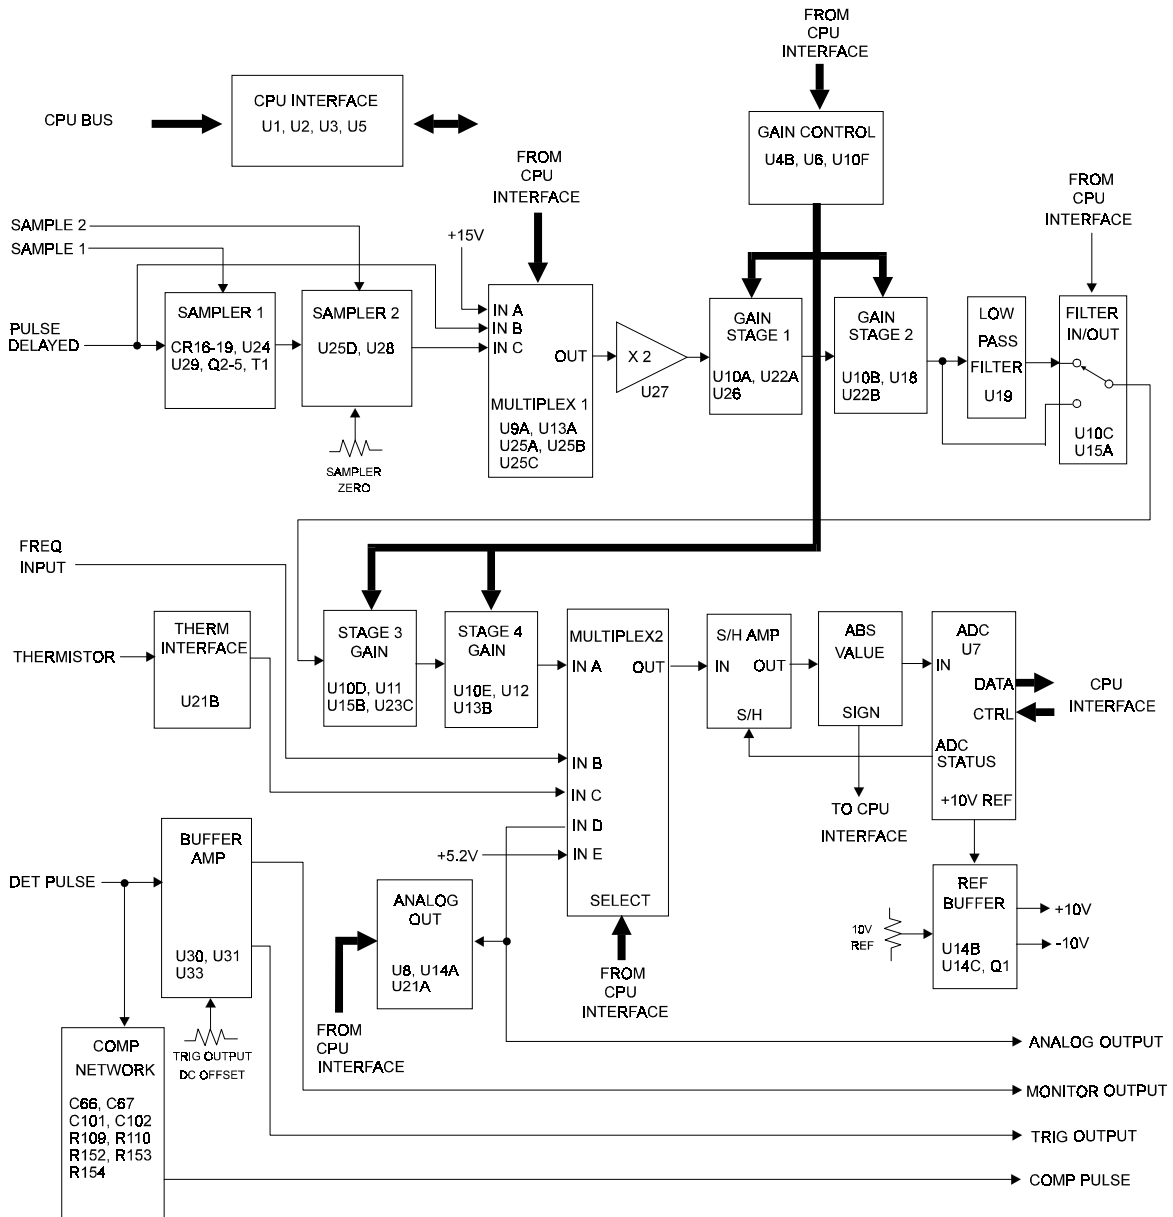 FROM
CPU
INTERFACE
CPU BUS
CPU INTERFACE
U1, U2, U3, U5
GAIN CONTROL
U4B, U6, U10F
FROM
CPU
INTERFACE
FROM
CPU
INTERFACE
SAMPLE 2
SAMPLE 1
+15V
PULSE
DELAYED
SAMPLER 1
CR16-19, U24
U29, Q2-5, T1
SAMPLER 2
U25D, U28
SAMPLER
ZERO
IN A
IN B
IN C
OUT
MULTIPLEX 1
U9A, U13A
U25A, U25B
U25C
X 2
U27
GAIN
STAGE 1
U10A, U22A
U26
GAIN
STAGE 2
U10B, U18
U22B
LOW
PASS
FILTER
U19
FILTER
IN/OUT
U10C
U15A
FREQ
INPUT
THERMISTOR
THERM
INTERFACE
U21B
STAGE 3
GAIN
U10D, U11
U15B, U23C
STAGE 4
GAIN
U10E, U12
U13B
MULTIPLEX2
IN A
OUT
IN B
IN C
IN D
IN E
SELECT
+5.2V
S/H AMP
IN
OUT
S/H
ABS
VALUE
SIGN
TO CPU
INTERFACE
ADC
U7
IN
DATA
CTRL
ADC
STATUS
+10V REF
CPU
INTERFACE
DET PULSE
BUFFER
AMP
U30, U31
U33
TRIG OUTPUT
DC OFFSET
ANALOG
OUT
U8, U14A
U21A
FROM
CPU
INTERFACE
FROM
CPU
INTERFACE
10V
REF
REF
BUFFER
U14B
U14C, Q1
+10V
-10V
COMP
NETWORK
C66, C67
C101, C102
R109, R110
R152, R153
R154
ANALOG OUTPUT
MONITOR OUTPUT
TRIG OUTPUT
COMP PULSE